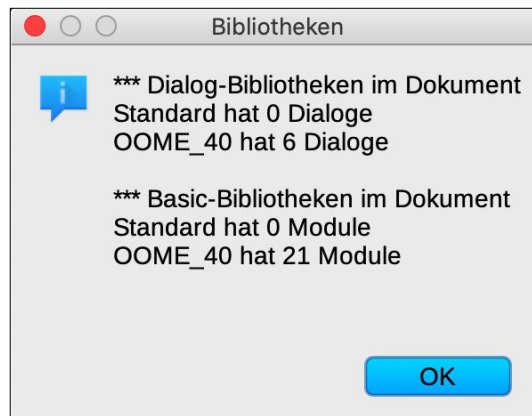 Bibliotheken
*** Dialog-Bibliotheken im Dokument
Standard hat 0 Dialoge
OOME_40 hat 6 Dialoge
*** Basic-Bibliotheken im Dokument
Standard hat 0 Module
OOME_40 hat 21 Module
OK